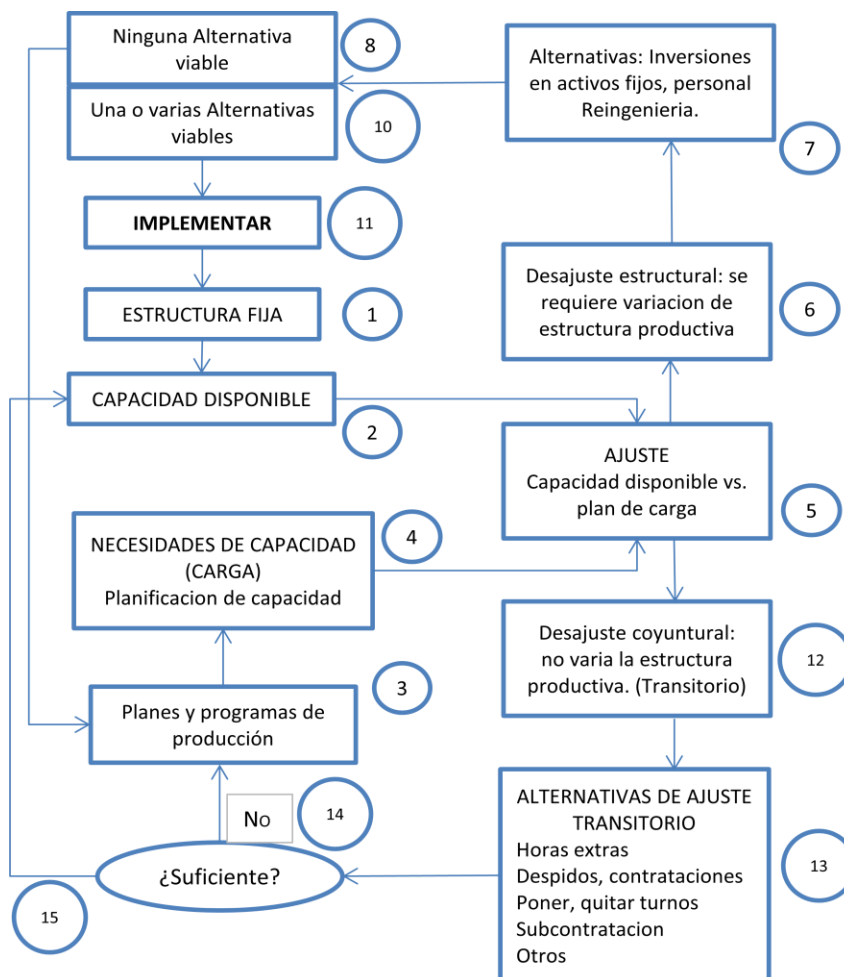 Ninguna Alternativa
viable
8
Una o varias Alternativas
viables
10
IMPLEMENTAR
11
ESTRUCTURA FIJA
1
CAPACIDAD DISPONIBLE
2
NECESIDADES DE CAPACIDAD
(CARGA)
Planificacion de capacidad
4
Planes y programas de
producción
3
No
14
¿Suficiente?
15
Alternativas: Inversiones
en activos fijos, personal
Reingenieria.
7
Desajuste estructural: se
requiere variacion de
estructura productiva
6
AJUSTE
Capacidad disponible vs.
plan de carga
5
Desajuste coyuntural:
no varia la estructura
productiva. (Transitorio)
12
ALTERNATIVAS DE AJUSTE
TRANSITORIO
Horas extras
Despidos, contrataciones
Poner, quitar turnos
Subcontratacion
Otros
13